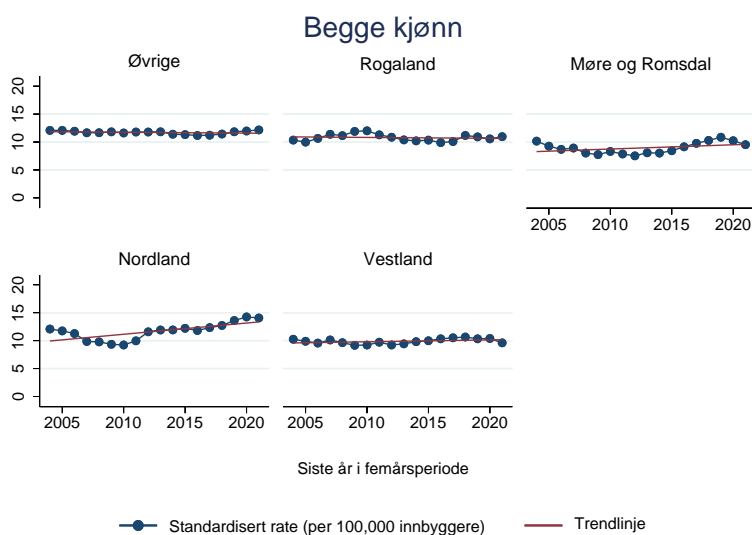 Begge kjønn
Øvrige
Rogaland
Møre og Romsdal
20
15
10
5
0
2005 2010 2015 2020
Nordland
Vestland
20
15
10
5
0
2005 2010 2015 2020
2005 2010 2015 2020
Siste år i femårsperiode
Standardisert rate (per 100,000 innbyggere)
Trendlinje